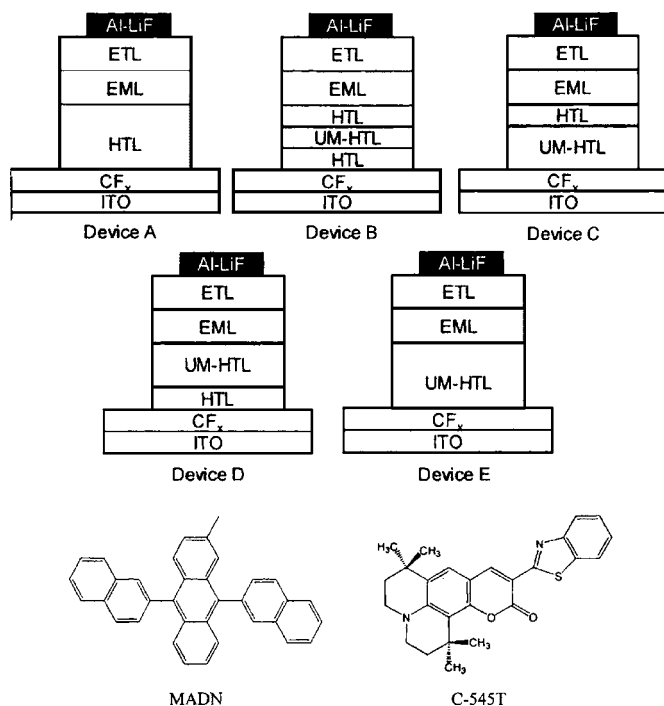 Al-LiF
ETL
EML
HTL
CFx
ITO
Device A
Al-LiF
ETL
EML
HTL
UM-HTL
HTL
CFx
ITO
Device B
Al-LiF
ETL
EML
HTL
UM-HTL
CFx
ITO
Device C
Al-LiF
ETL
EML
UM-HTL
HTL
CFx
ITO
Device D
Al-LiF
ETL
EML
UM-HTL
CFx
ITO
Device E
MADN
CH3
CH3
N
S
N
O
O
CH3
CH3
C-545T